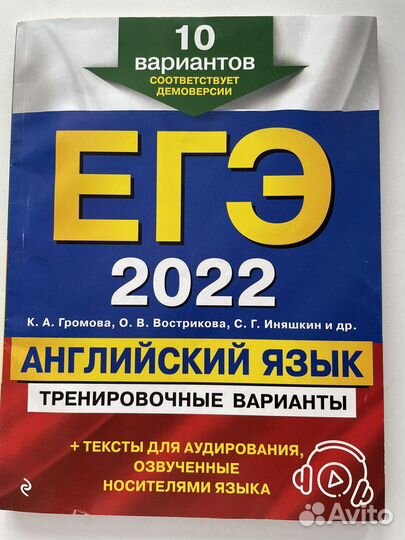 10
вариантов
СООТВЕТСТВУЕТ
ДЕМОВЕРСИИ
ЕГЭ
2022
К. А. Громова, О. В. Вострикова, С. Г. Иняшкин и др.
АНГЛИЙСКИЙ ЯЗЫК
ТРЕНИРОВОЧНЫЕ ВАРИАНТЫ
+ ТЕКСТЫ ДЛЯ АУДИРОВАНИЯ,
ОЗВУЧЕННЫЕ
НОСИТЕЛЯМИ ЯЗЫКА
Avito